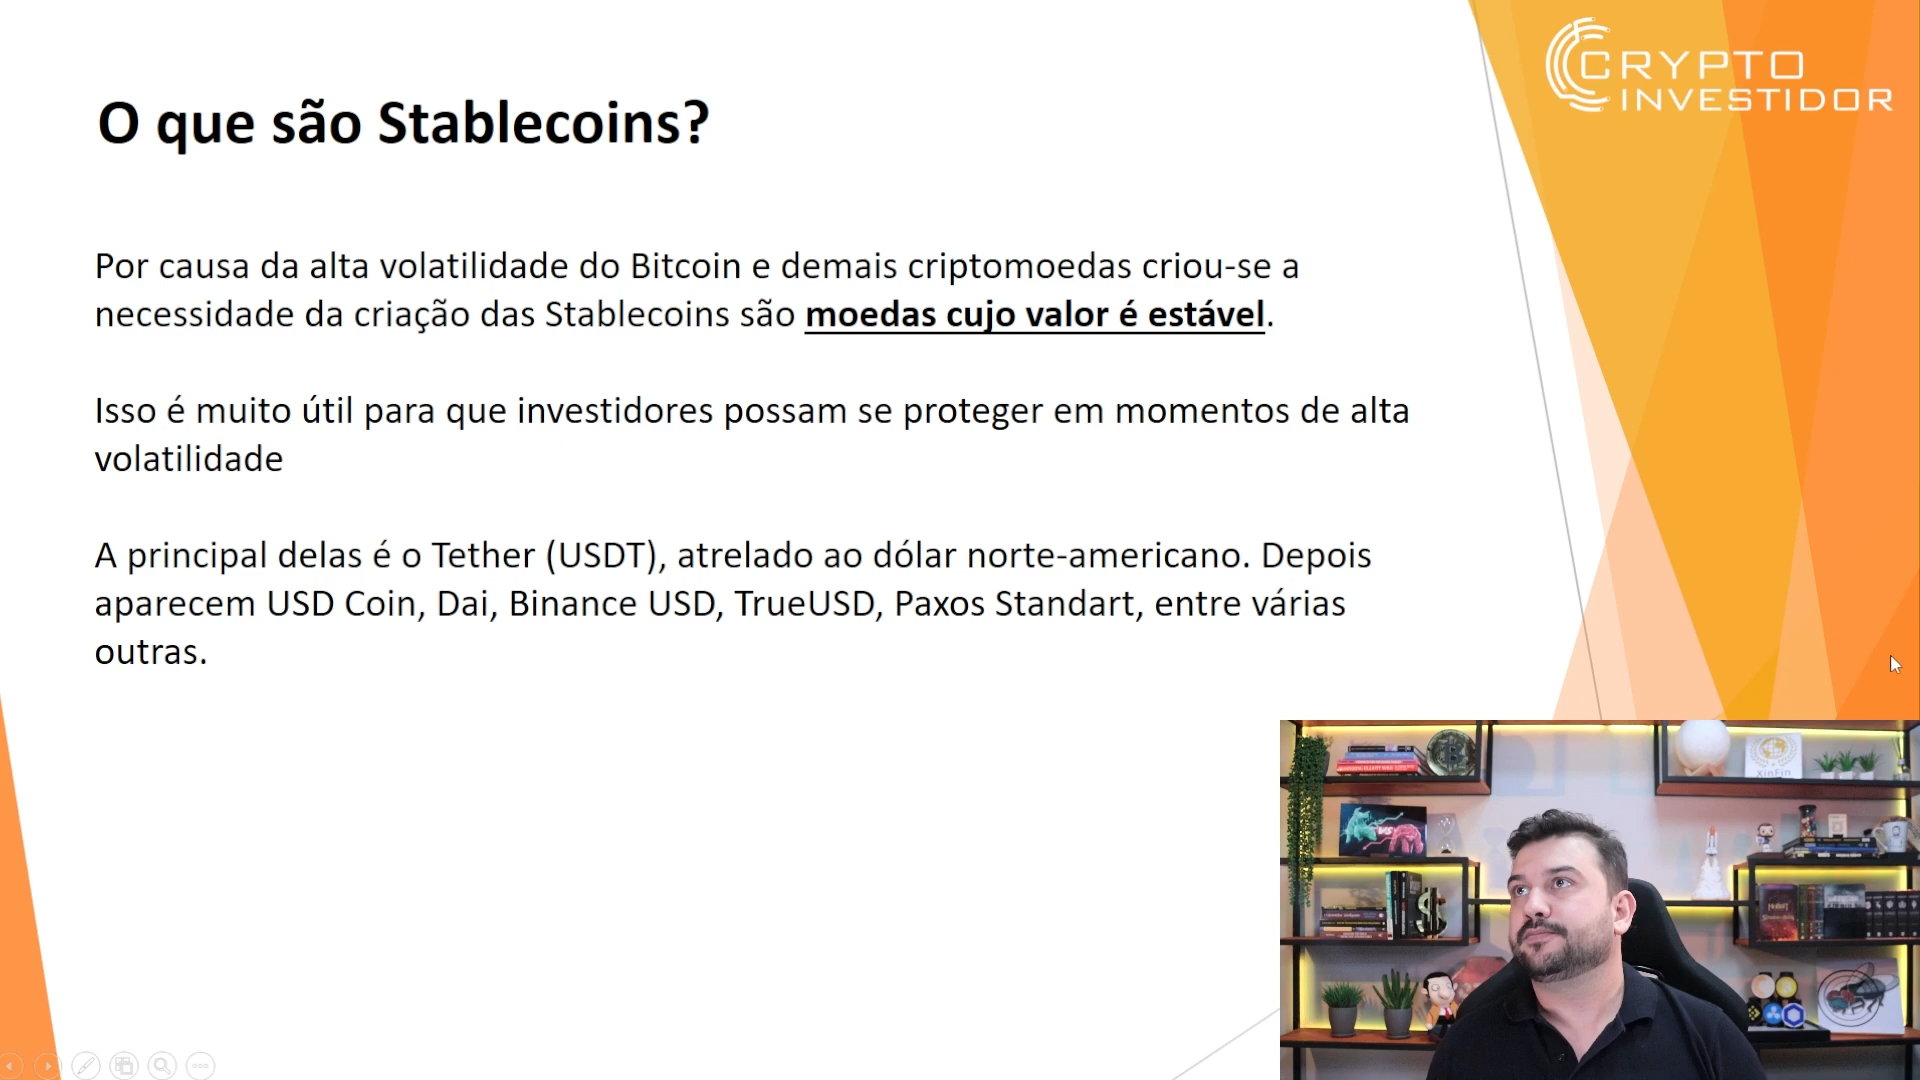 CRYPTO
INVESTIDOR
O que são Stablecoins?
Por causa da alta volatilidade do Bitcoin e demais criptomoedas criou-se a
necessidade da criação das Stablecoins são moedas cujo valor é estável.
Isso é muito útil para que investidores possam se proteger em momentos de alta
volatilidade
A principal delas é o Tether (USDT), atrelado ao dólar norte-americano. Depois
aparecem USD Coin, Dai, Binance USD, TrueUSD, Paxos Standart, entre várias
outras.
XinFin
VS
HOBBIT